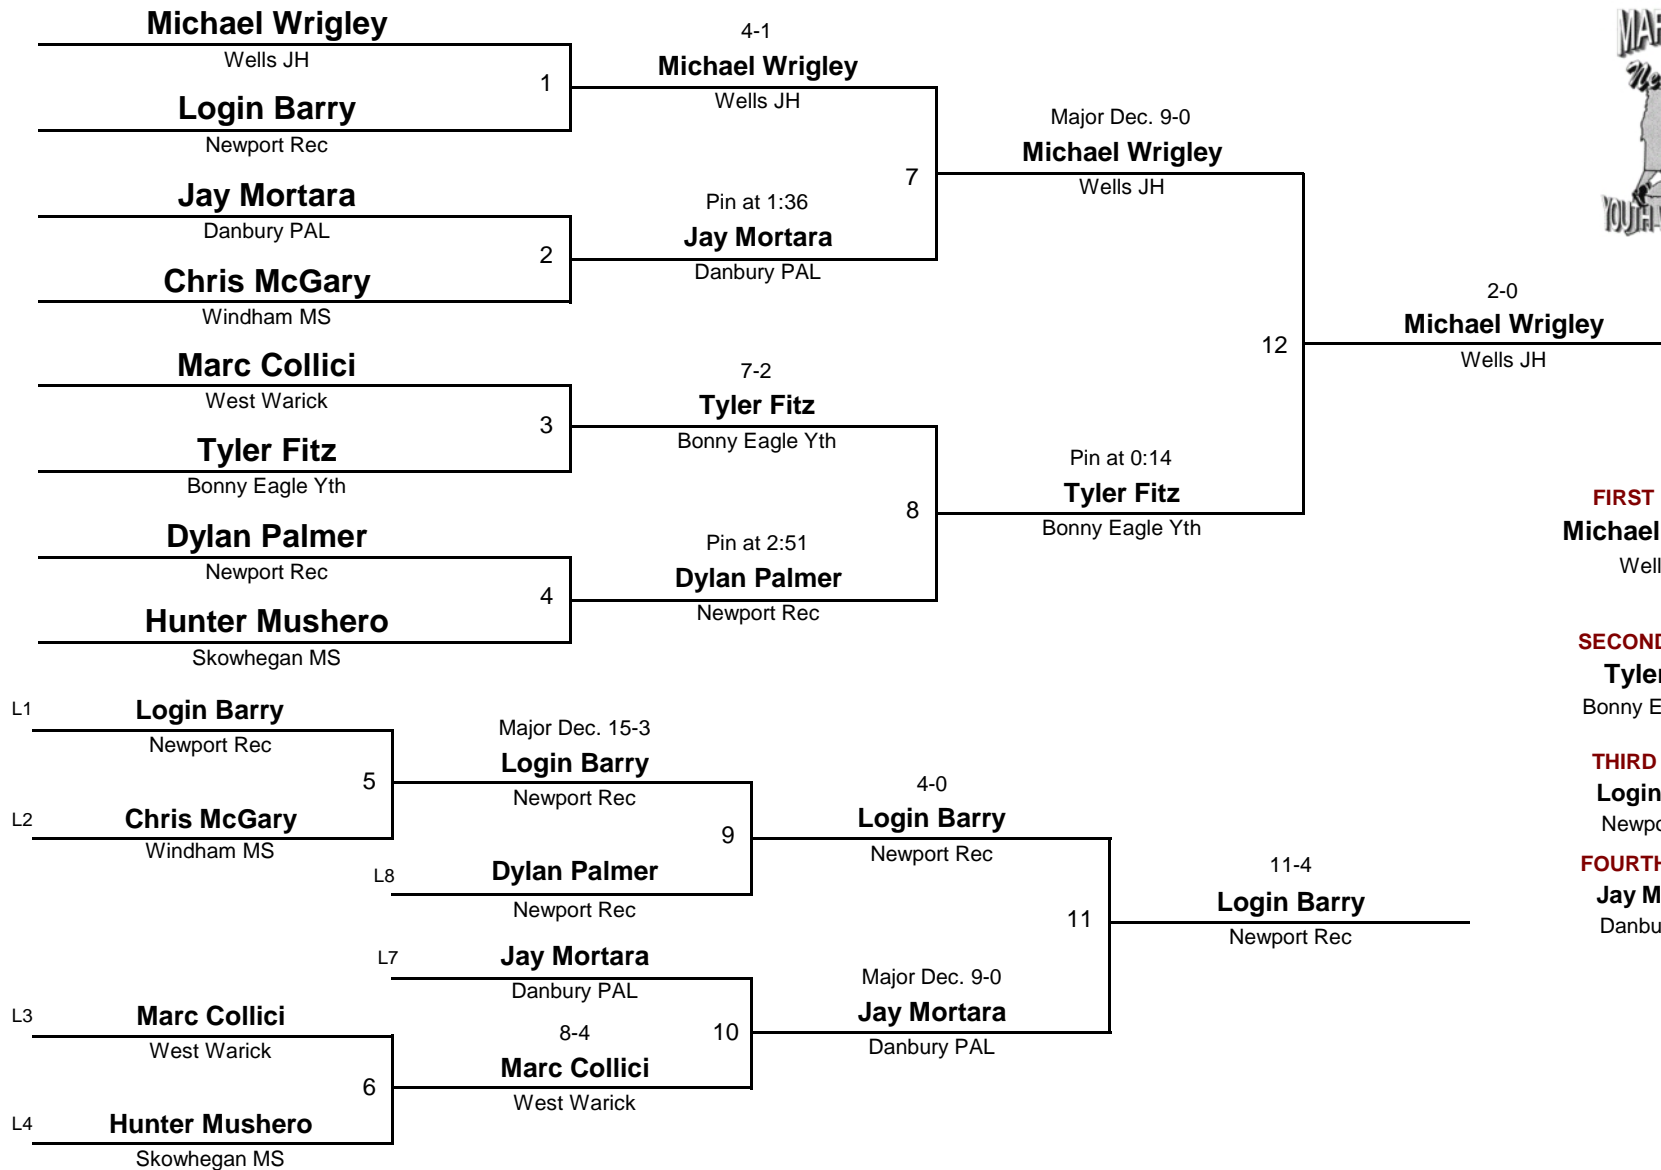 Michael Wrigley
Wells JH
1
Login Barry
Newport Rec
Jay Mortara
Danbury PAL
2
Chris McGary
Windham MS
Marc Collici
West Warick
3
Tyler Fitz
Bonny Eagle Yth
Dylan Palmer
Newport Rec
4
Hunter Mushero
Skowhegan MS
4-1
Michael Wrigley
Wells JH
7
Pin at 1:36
Jay Mortara
Danbury PAL
7-2
Tyler Fitz
Bonny Eagle Yth
8
Pin at 2:51
Dylan Palmer
Newport Rec
Major Dec. 9-0
Michael Wrigley
Wells JH
12
Pin at 0:14
Tyler Fitz
Bonny Eagle Yth
2-0
Michael Wrigley
Wells JH
L1
Login Barry
Newport Rec
5
L2
Chris McGary
Windham MS
L3
Marc Collici
West Warick
6
L4
Hunter Mushero
Skowhegan MS
Major Dec. 15-3
Login Barry
Newport Rec
9
L8
Dylan Palmer
Newport Rec
L7
Jay Mortara
Danbury PAL
10
8-4
Marc Collici
West Warick
4-0
Login Barry
Newport Rec
11
Major Dec. 9-0
Jay Mortara
Danbury PAL
11-4
Login Barry
Newport Rec
YOUTH
FIRST
Michael
Well
SECOND
Tyler
Bonny E
THIRD
Login
Newpo
FOURTH
Jay M
Danbu